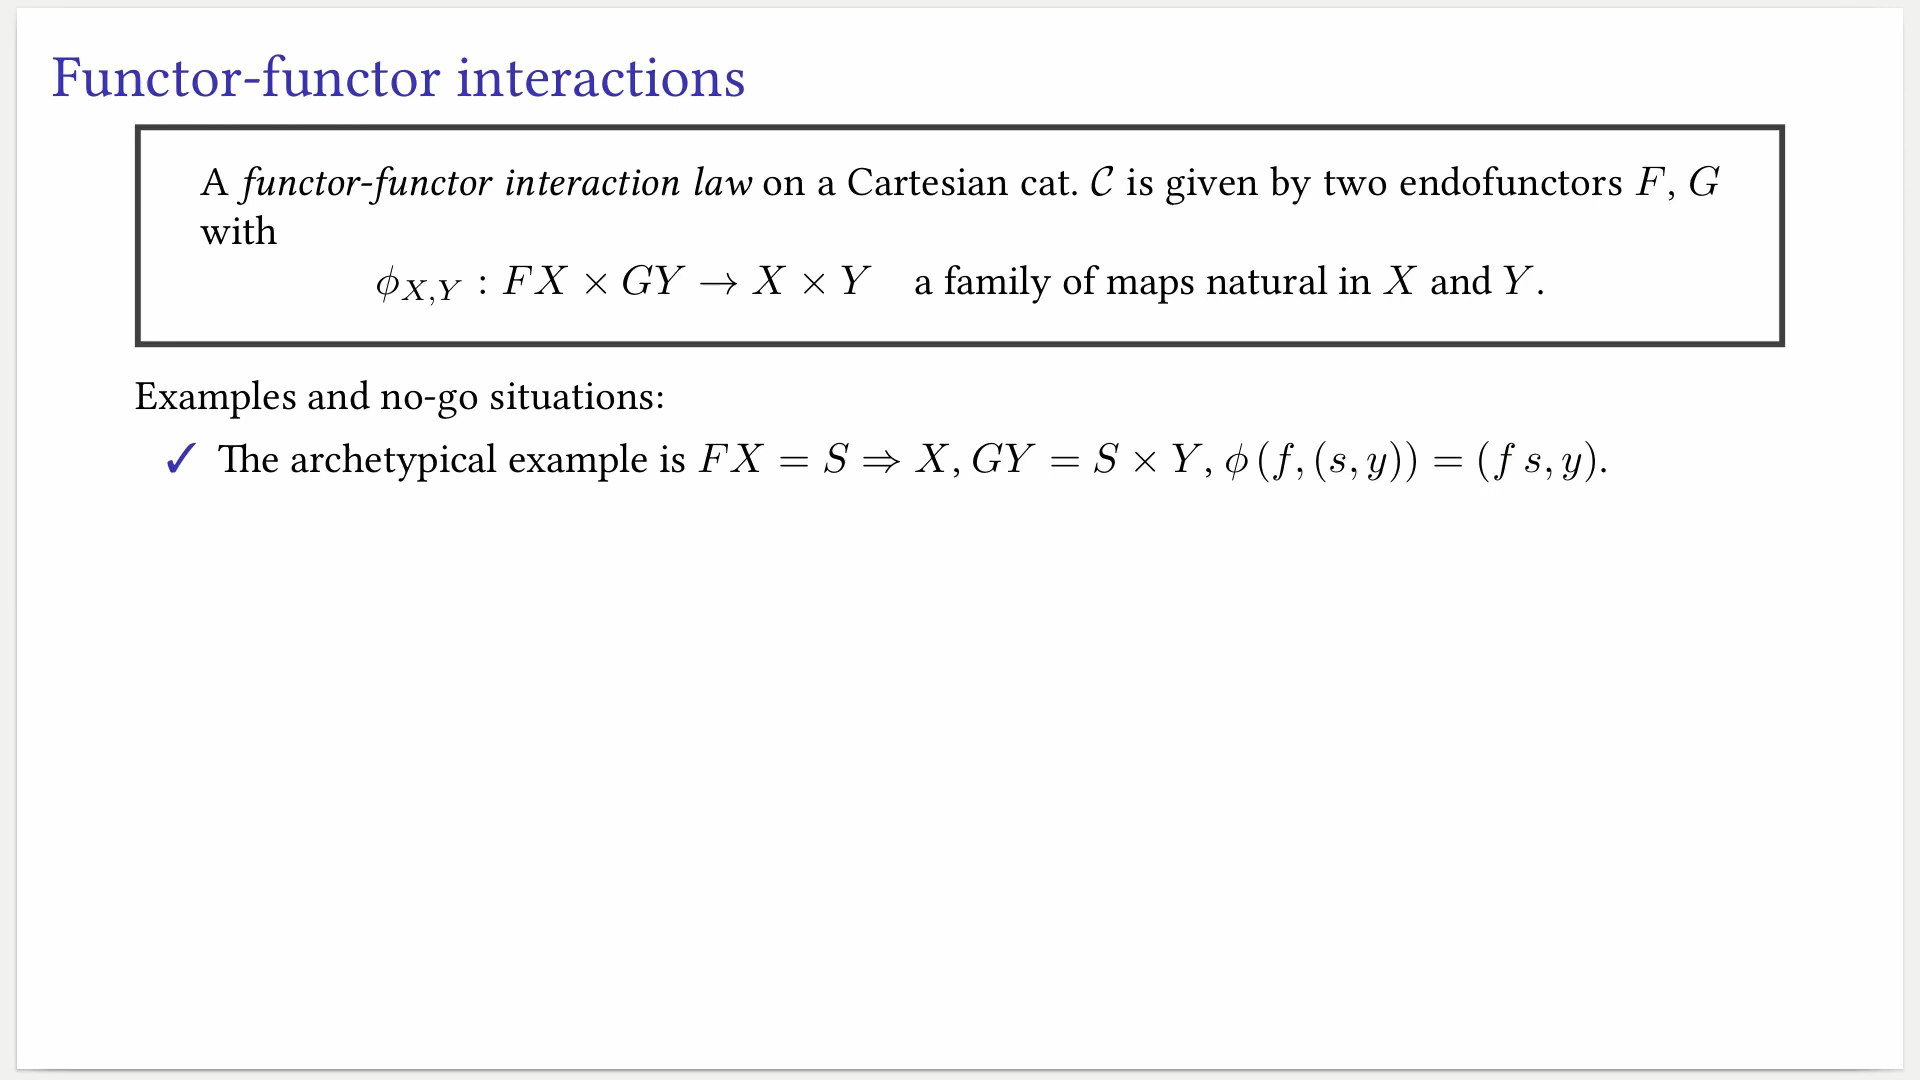 Functor-functor interactions
A functor-functor interaction law on a Cartesian cat. 𝒞 is given by two endofunctors F, G
with
ϕ_{X,Y} : FX × GY → X × Y a family of maps natural in X and Y.
Examples and no-go situations:
✓ The archetypical example is FX = S ⇒ X, GY = S × Y, ϕ (f, (s, y)) = (f s, y).